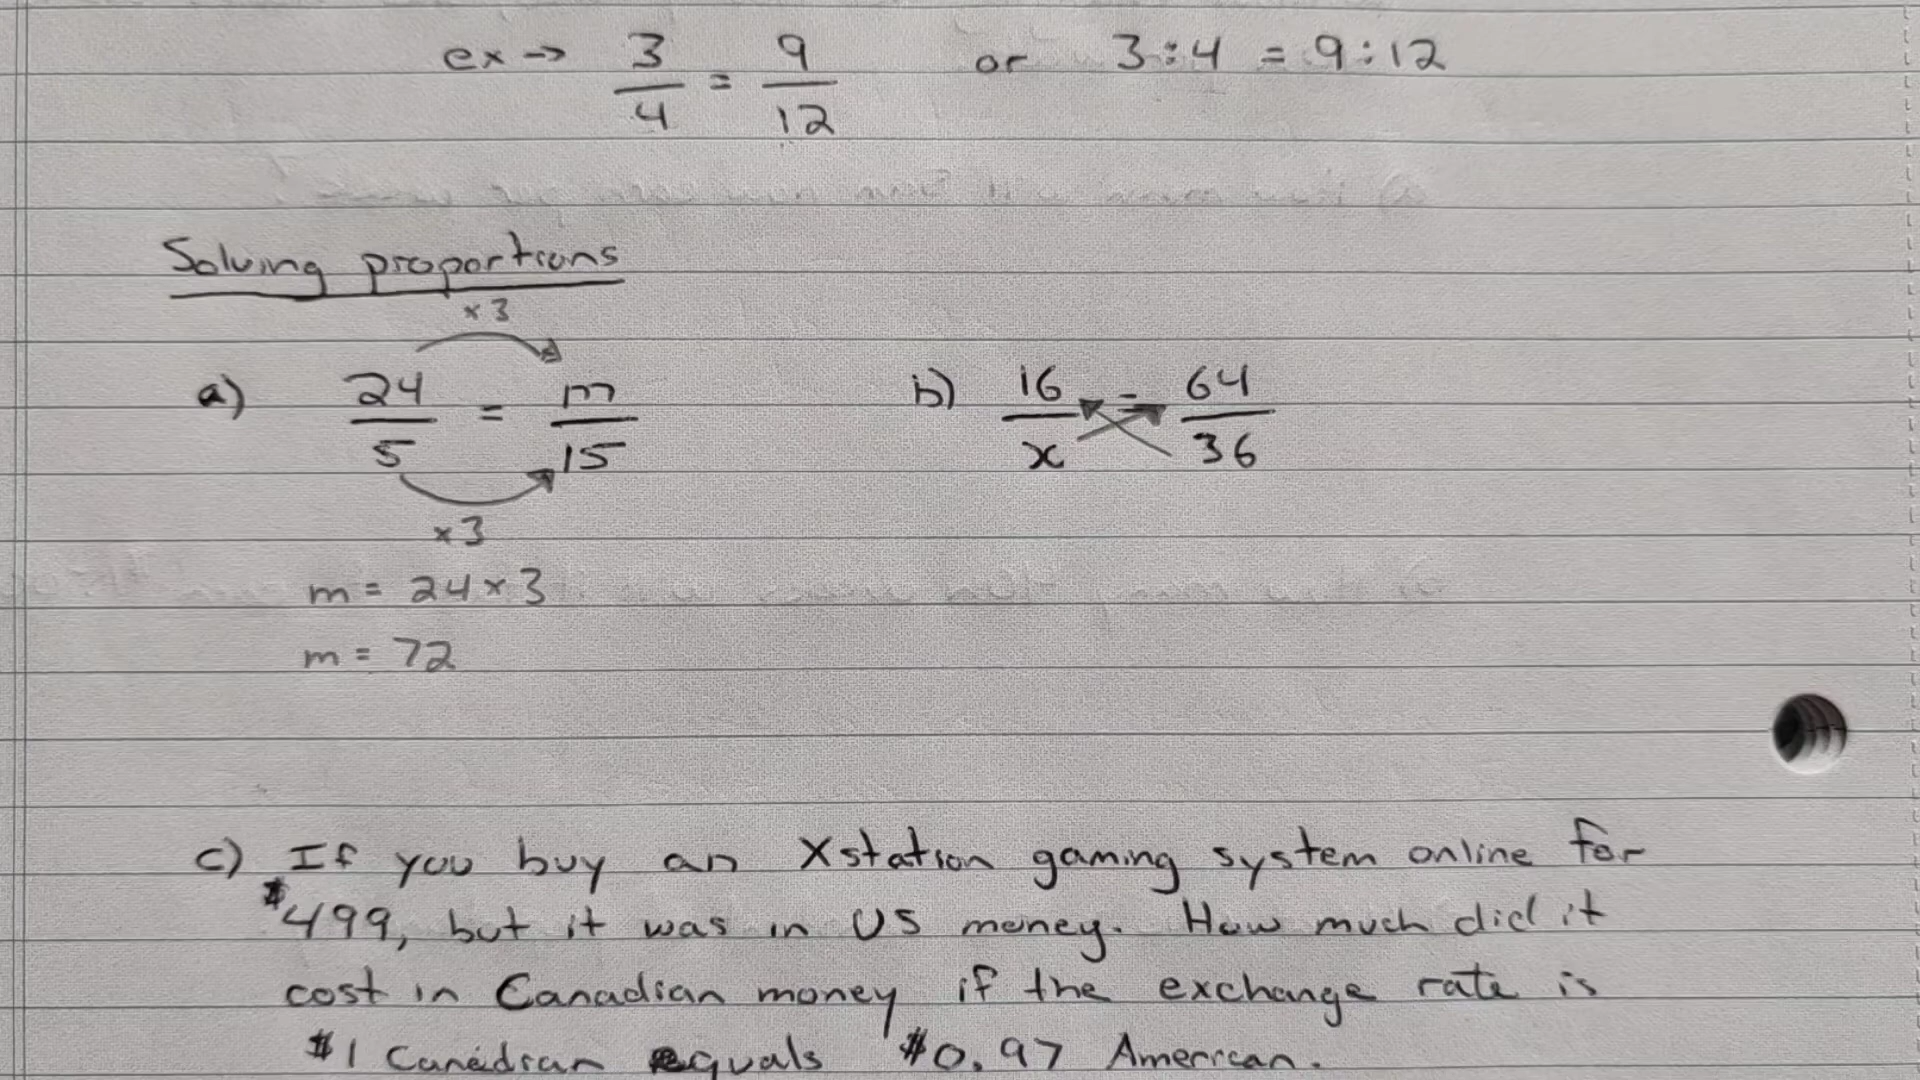 ex → 3/4 = 9/12 or 3:4 = 9:12
Solving proportions
×3
a) 24/5 = m/15 b) 16/x = 64/36
×3
m = 24×3
m = 72
c) If you buy an Xstation gaming system online for
$499, but it was in US money. How much did it
cost in Canadian money if the exchange rate is
$1 Canadian equals $0.97 American.